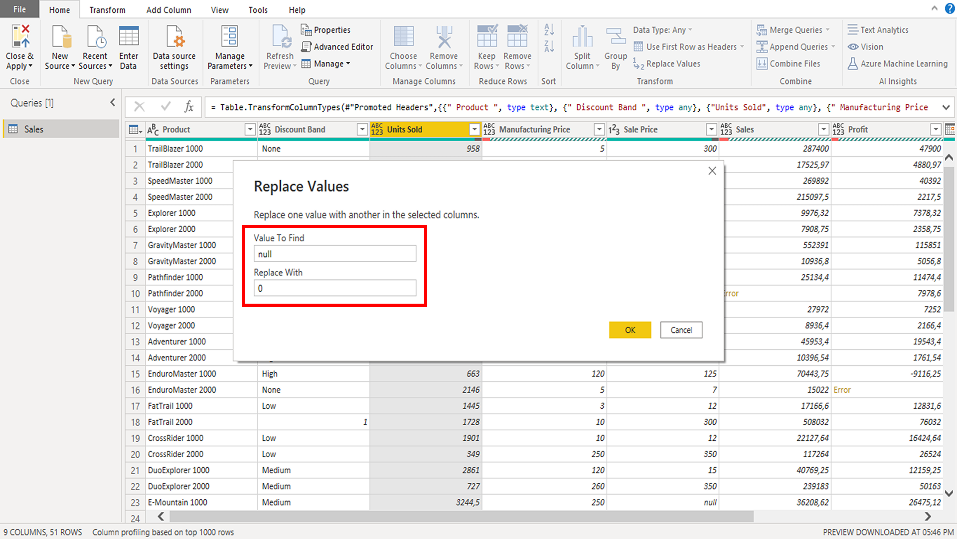 File Home Transform Add Column View Tools Help
Close & Apply New Source Recent Sources Enter Data Data source settings Manage Parameters Refresh Preview Properties Advanced Editor Manage Choose Columns Remove Columns Keep Rows Remove Rows Split Column Group By Data Type: Any Use First Row as Headers Replace Values Merge Queries Append Queries Combine Files Text Analytics Vision Azure Machine Learning
Close New Query Data Sources Parameters Query Manage Columns Reduce Rows Sort Transform Combine AI Insights
Queries [1] fx = Table.TransformColumnTypes(#"Promoted Headers",{{" Product ", type text}, {" Discount Band ", type any}, {"Units Sold", type any}, {" Manufacturing Price
Sales
Product Discount Band Units Sold Manufacturing Price Sale Price Sales Profit
1 TrailBlazer 1000 None 958 5 300 287400 47900
2 TrailBlazer 2000 17525,97 4880,97
3 SpeedMaster 1000 269892 40392
4 SpeedMaster 2000 215097,5 2217,5
5 Explorer 1000 9976,32 7378,32
6 Explorer 2000 7908,75 2358,75
7 GravityMaster 1000 552391 115851
8 GravityMaster 2000 10936,8 5056,8
9 Pathfinder 1000 25134,4 11474,4
10 Pathfinder 2000 rror 7978,6
11 Voyager 1000 27972 7252
12 Voyager 2000 8936,4 2166,4
13 Adventurer 1000 45953,4 19543,4
14 Adventurer 2000 10396,54 1761,54
15 EnduroMaster 1000 High 663 120 125 70443,75 -9116,25
16 EnduroMaster 2000 None 2146 5 7 15022 Error
17 FatTrail 1000 Low 1445 3 12 17166,6 12831,6
18 FatTrail 2000 1 1728 10 300 508032 76032
19 CrossRider 1000 Low 1901 10 12 22127,64 16424,64
20 CrossRider 2000 Low 349 250 350 117264 26524
21 DuoExplorer 1000 Medium 2861 120 15 40769,25 12159,25
22 DuoExplorer 2000 Medium 727 260 350 239183 50163
23 E-Mountain 1000 Medium 3244,5 250 null 36208,62 26475,12
24
Replace Values
Replace one value with another in the selected columns.
Value To Find
null
Replace With
0
OK Cancel
9 COLUMNS, 51 ROWS Column profiling based on top 1000 rows PREVIEW DOWNLOADED AT 05:46 PM